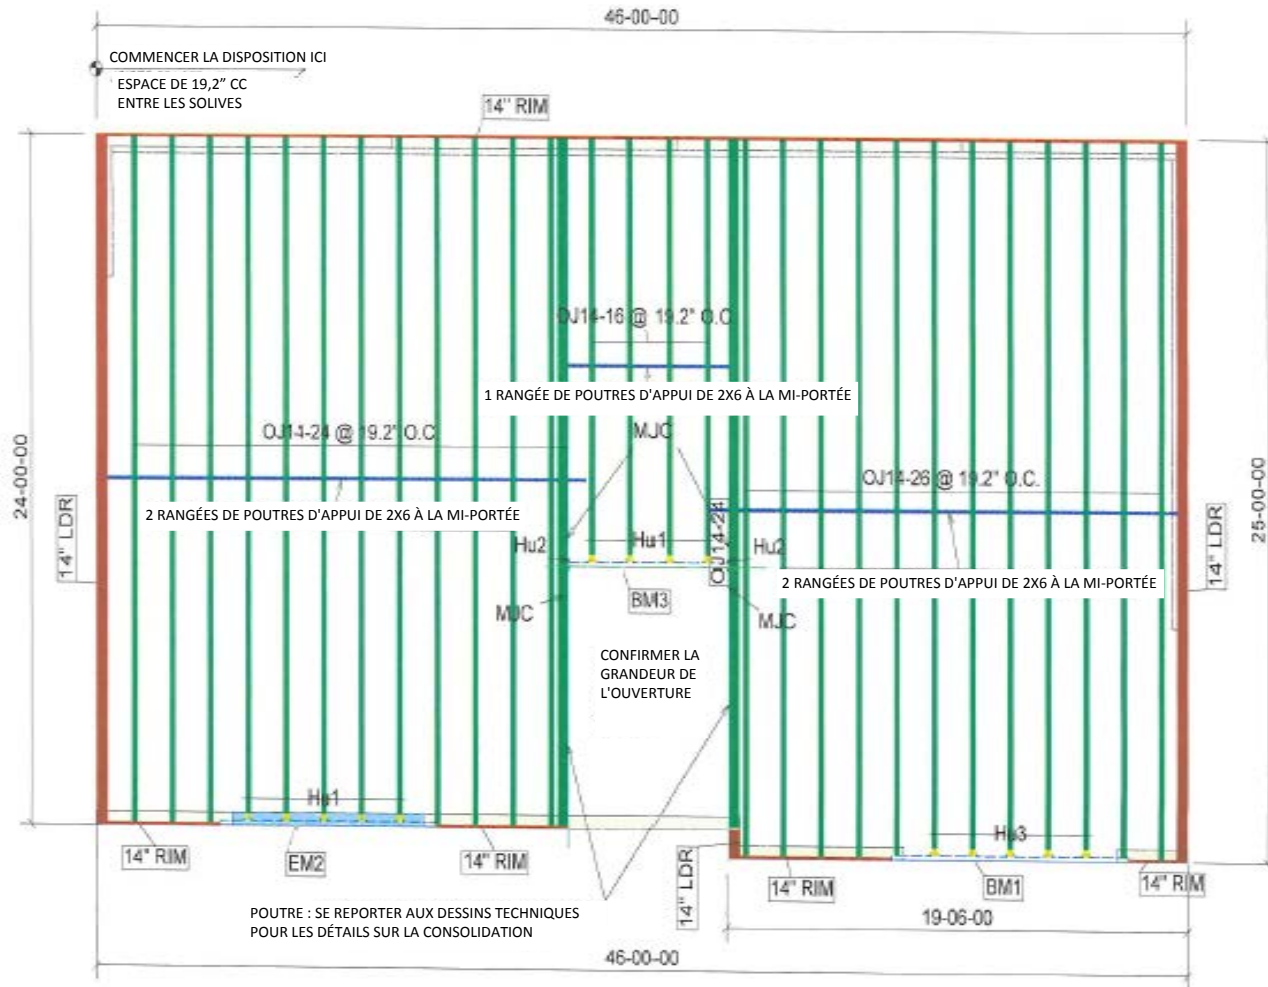 46-00-00
COMMENCER LA DISPOSITION ICI
ESPACE DE 19,2" CC
ENTRE LES SOLIVES
14" RIM
OJ14-16 @ 19.2" O.C.
1 RANGÉE DE POUTRES D'APPUI DE 2X6 À LA MI-PORTÉE
OJ14-24 @ 19.2" O.C.
MJC
24-00-00
25-00-00
OJ14-26 @ 19.2" O.C.
2 RANGÉES DE POUTRES D'APPUI DE 2X6 À LA MI-PORTÉE
14" LDR
Hu2
Hu1
OJ14-24
Hu2
14" LDR
2 RANGÉES DE POUTRES D'APPUI DE 2X6 À LA MI-PORTÉE
BM3
MJC
MJC
CONFIRMER LA
GRANDEUR DE
L'OUVERTURE
Hu1
Hu3
14" RIM
EM2
14" RIM
14" LDR
14" RIM
BM1
14" RIM
POUTRE : SE REPORTER AUX DESSINS TECHNIQUES
POUR LES DÉTAILS SUR LA CONSOLIDATION
19-06-00
46-00-00